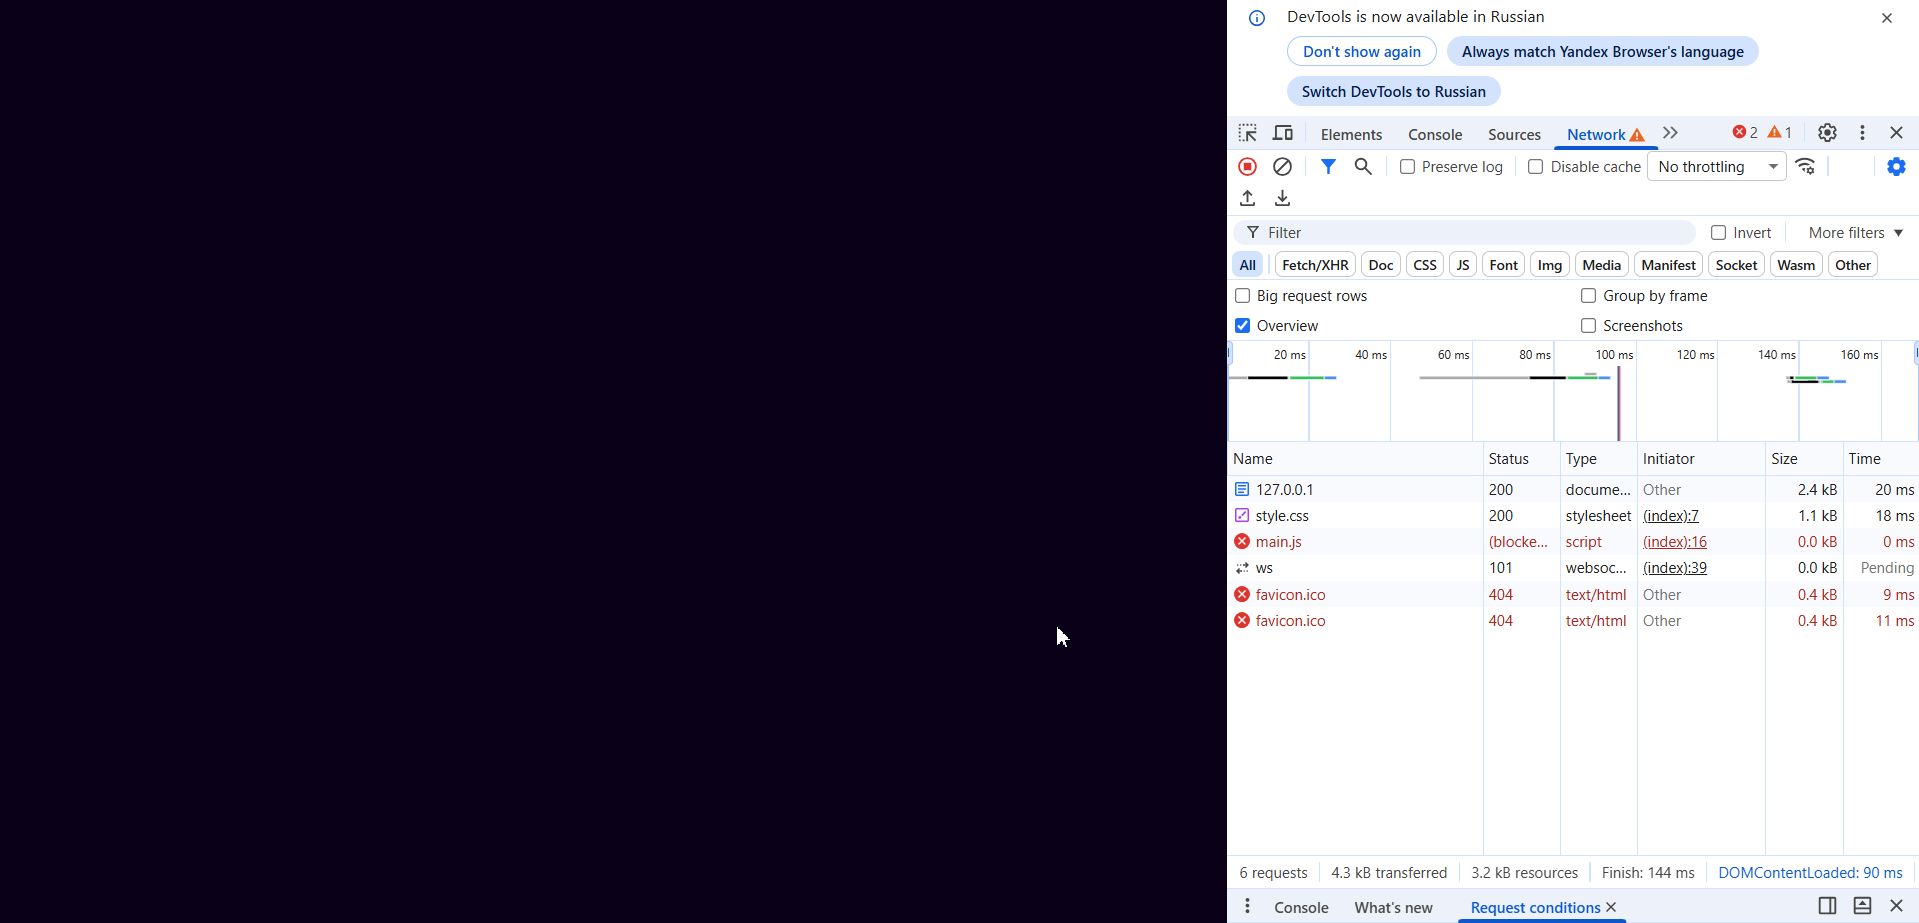 DevTools is now available in Russian
Don't show again Always match Yandex Browser's language
Switch DevTools to Russian
Elements Console Sources Network 2 1
Preserve log Disable cache No throttling
Filter Invert More filters
All Fetch/XHR Doc CSS JS Font Img Media Manifest Socket Wasm Other
Big request rows Group by frame
Overview Screenshots
20 ms 40 ms 60 ms 80 ms 100 ms 120 ms 140 ms 160 ms
Name Status Type Initiator Size Time
127.0.0.1 200 docume... Other 2.4 kB 20 ms
style.css 200 stylesheet (index):7 1.1 kB 18 ms
main.js (blocke... script (index):16 0.0 kB 0 ms
ws 101 websoc... (index):39 0.0 kB Pending
favicon.ico 404 text/html Other 0.4 kB 9 ms
favicon.ico 404 text/html Other 0.4 kB 11 ms
6 requests 4.3 kB transferred 3.2 kB resources Finish: 144 ms DOMContentLoaded: 90 ms
Console What's new Request conditions